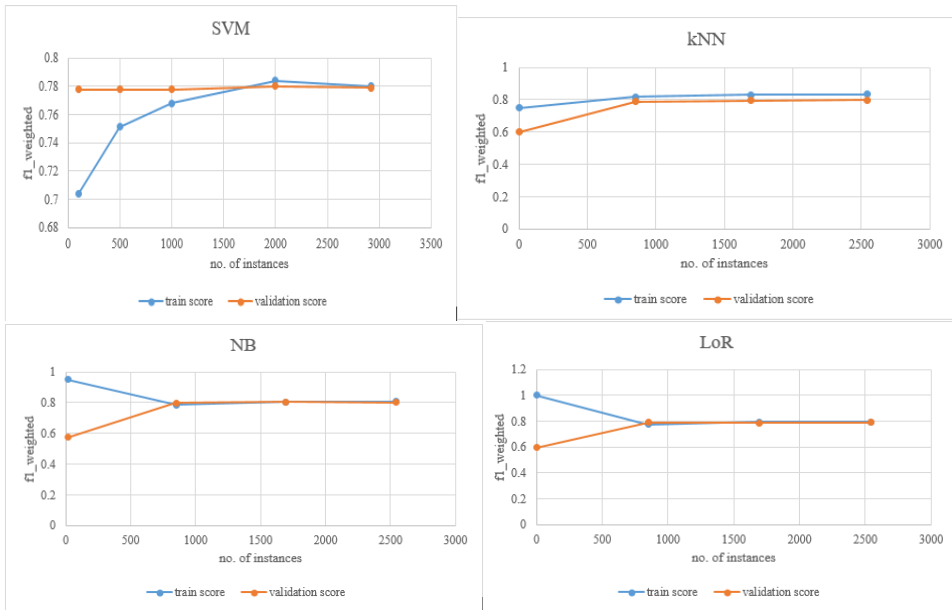 SVM
0.8
0.78
0.76
0.74
0.72
0.7
0.68
f1_weighted
0 500 1000 1500 2000 2500 3000 3500
no. of instances
train score validation score
kNN
1
0.8
0.6
0.4
0.2
0
f1_weighted
0 500 1000 1500 2000 2500 3000
no. of instances
train score validation score
NB
1
0.8
0.6
0.4
0.2
0
f1_weighted
0 500 1000 1500 2000 2500 3000
no. of instances
train score validation score
LoR
1.2
1
0.8
0.6
0.4
0.2
0
f1_weighted
0 500 1000 1500 2000 2500 3000
no. of instances
train score validation score